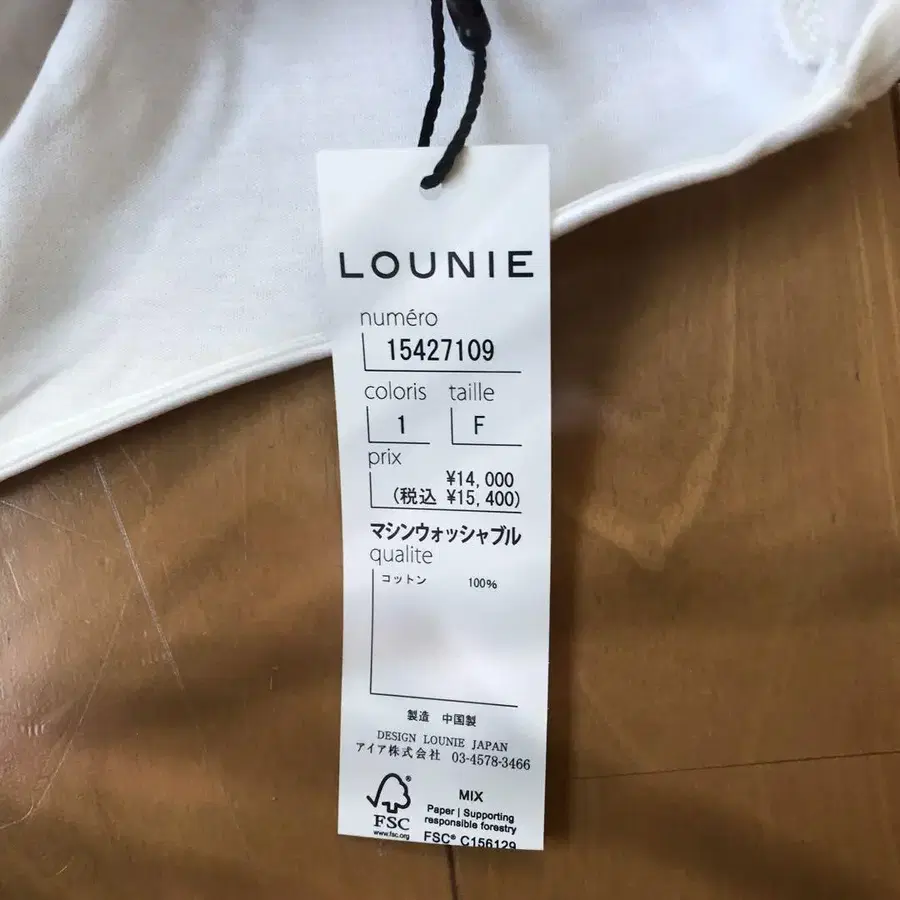 LOUNIE
numéro
15427109
coloris taille
1 F
prix
¥14,000
(税込 ¥15,400)
マシンウォッシャブル
qualite
コットン 100%
製造 中国製
DESIGN LOUNIE JAPAN
アイア株式会社 03-4578-3466
FSC®
www.fsc.org
MIX
Paper | Supporting
responsible forestry
FSC® C156129